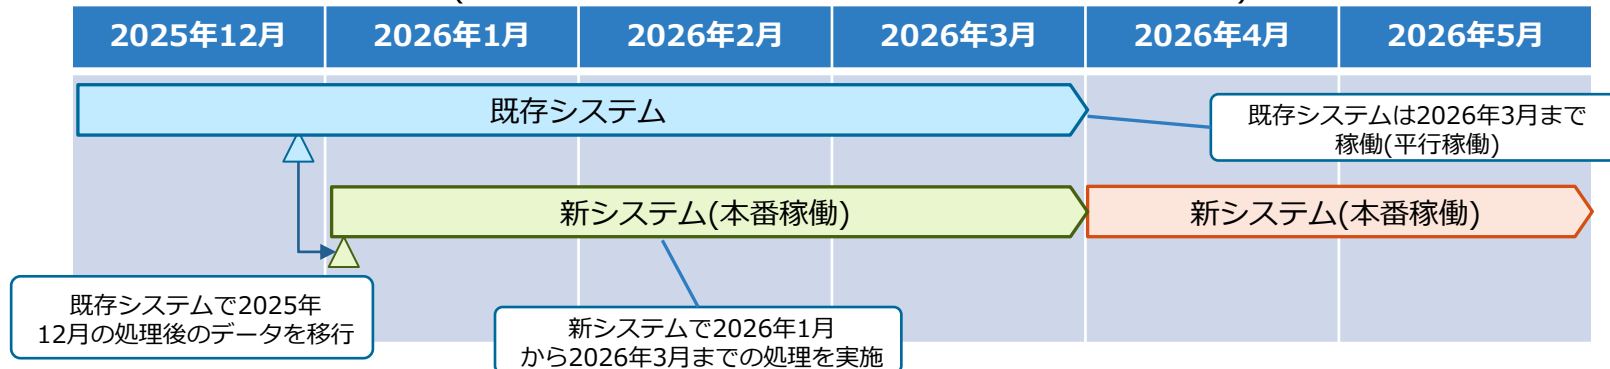 2025年12月
2026年1月
2026年2月
2026年3月
2026年4月
2026年5月
既存システム
既存システムは2026年3月まで
稼働(平行稼働)
新システム(本番稼働)
新システム(本番稼働)
既存システムで2025年
12月の処理後のデータを移行
新システムで2026年1月
から2026年3月までの処理を実施